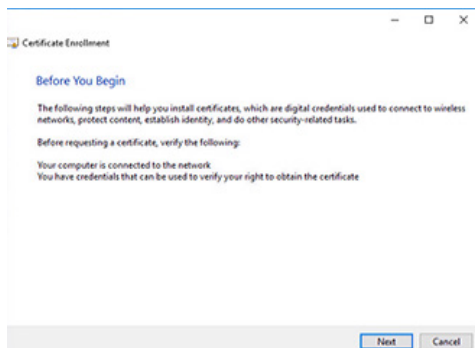 Certificate Enrollment
Before You Begin
The following steps will help you install certificates, which are digital credentials used to connect to wireless
networks, protect content, establish identity, and do other security-related tasks.
Before requesting a certificate, verify the following:
Your computer is connected to the network
You have credentials that can be used to verify your right to obtain the certificate
Next Cancel